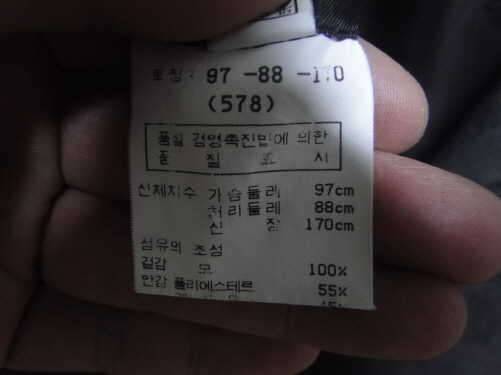 호칭: 97 -88 -170
(578)
품질 경영촉진법에 의한
품 질 표 시
신체치수 가슴둘레 97cm
허리둘레 88cm
신 장 170cm
섬유의 조성
겉감 모 100%
안감 폴리에스테르 55%